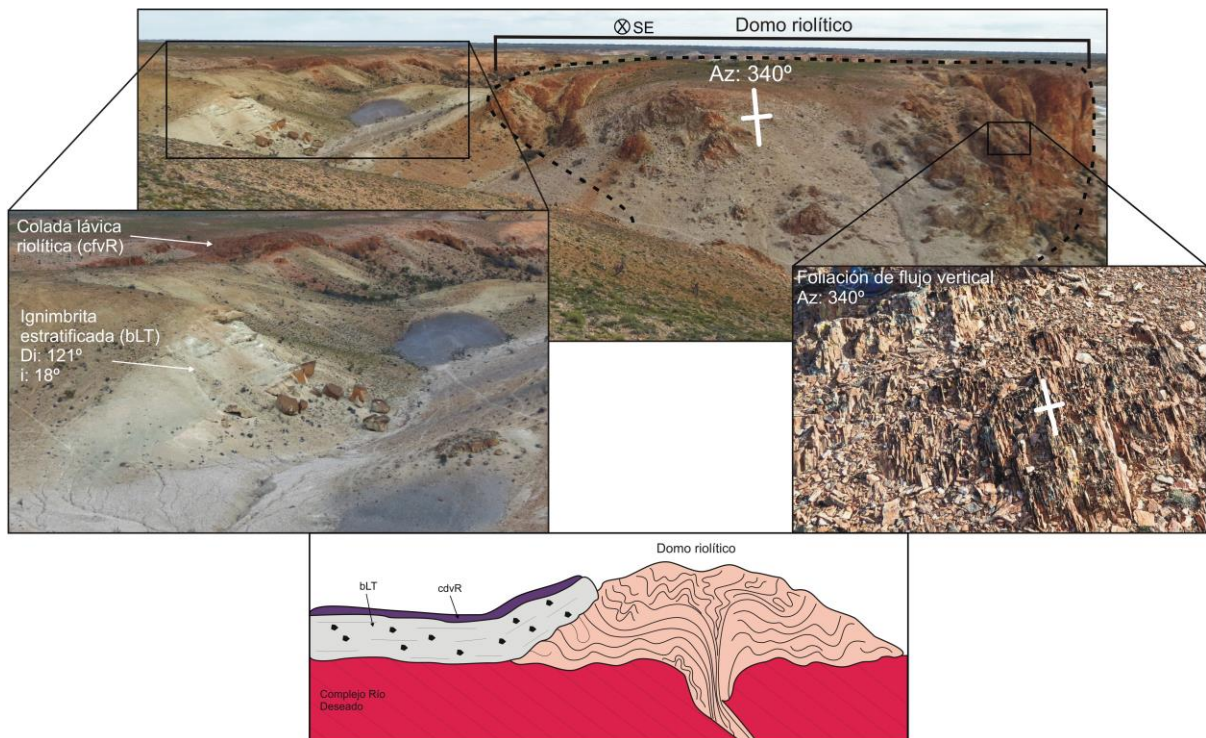 SE
Domo riolítico
Az: 340º
Colada lávica
riolítica (cfvR)
Ignimbrita
estratificada (bLT)
Di: 121º
i: 18º
Foliación de flujo vertical
Az: 340º
Domo riolítico
bLT
cdvR
Complejo Río
Deseado